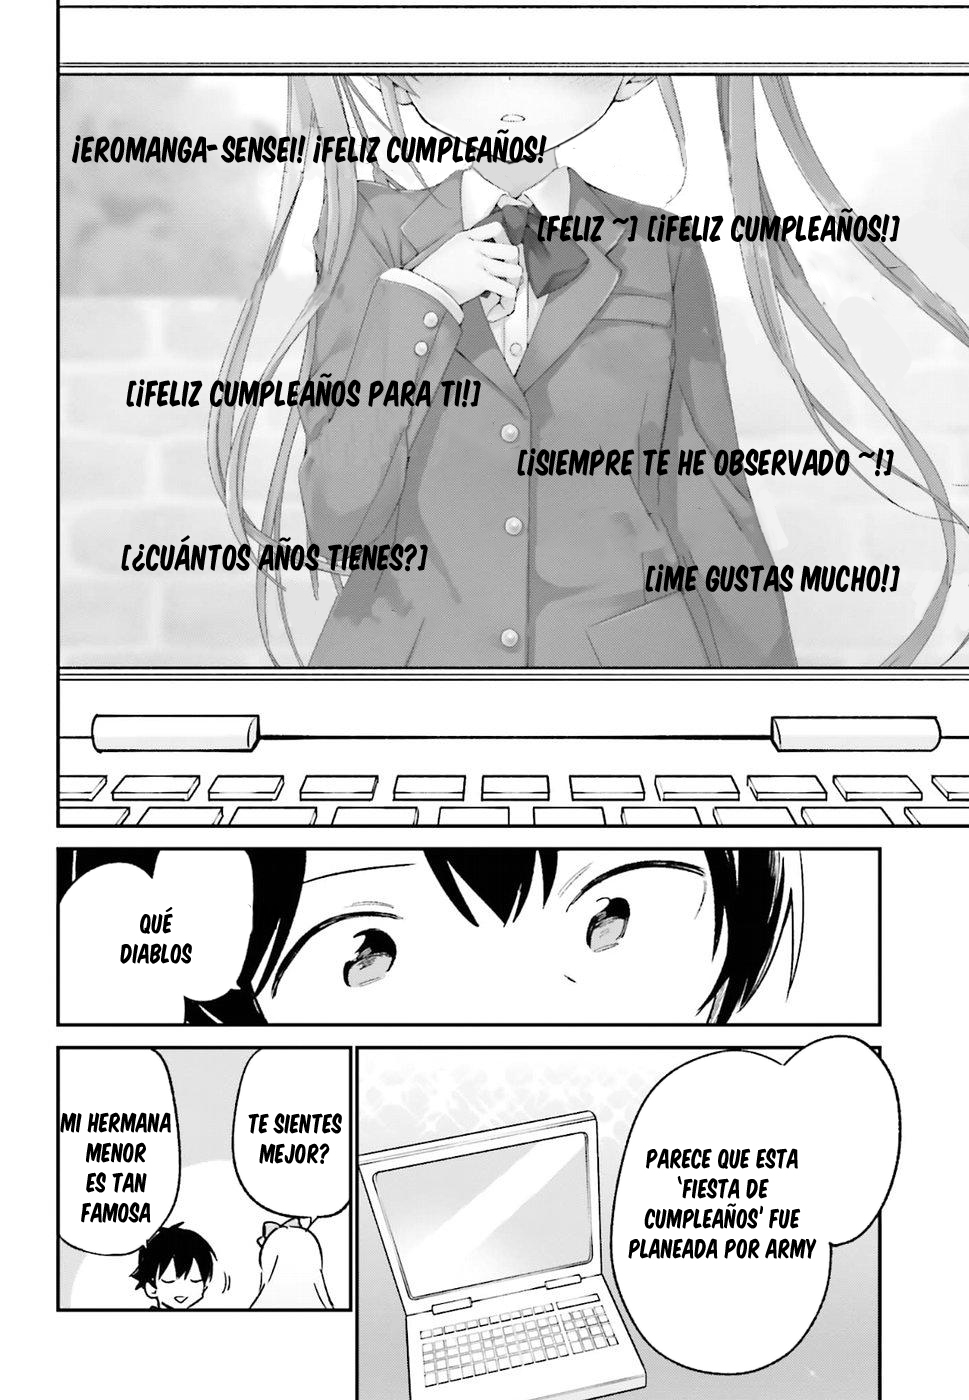 ¡EROMANGA-SENSEI! ¡FELIZ CUMPLEAÑOS!
[FELIZ ~] [¡FELIZ CUMPLEAÑOS!]
[¡FELIZ CUMPLEAÑOS PARA TI!]
[¡SIEMPRE TE HE OBSERVADO ~!]
[¿CUÁNTOS AÑOS TIENES?]
[¡ME GUSTAS MUCHO!]
QUÉ
DIABLOS
PARECE QUE ESTA
'FIESTA DE
CUMPLEAÑOS' FUE
PLANEADA POR ARMY
TE SIENTES
MEJOR?
MI HERMANA
MENOR
ES TAN
FAMOSA